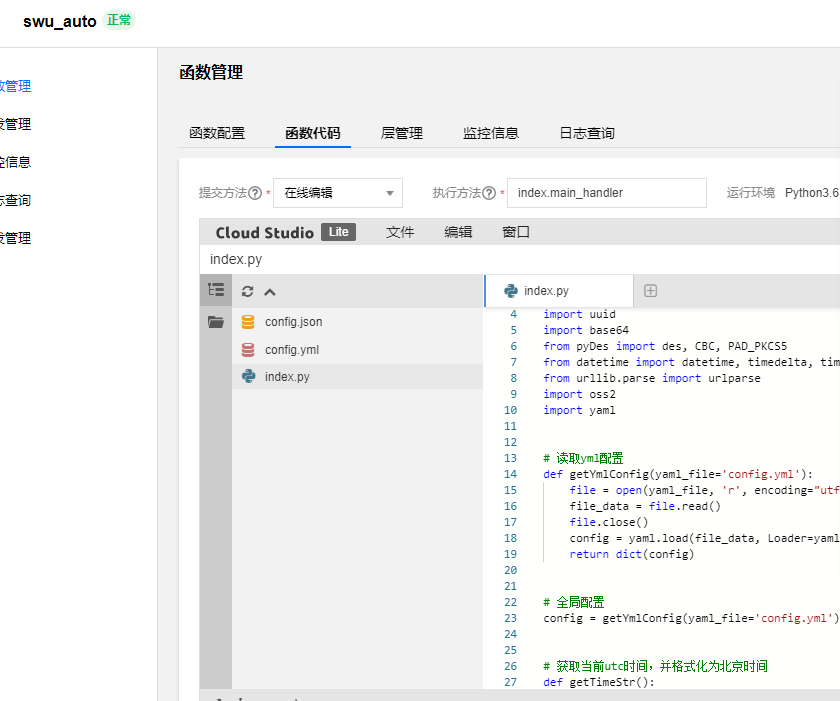 swu_auto 正常
数管理
发管理
控信息
志查询
发管理
函数管理
函数配置 函数代码 层管理 监控信息 日志查询
提交方法 * 在线编辑 执行方法 * index.main_handler 运行环境 Python3.6
Cloud Studio Lite 文件 编辑 窗口
index.py
config.json
config.yml
index.py
index.py
4 import uuid
5 import base64
6 from pyDes import des, CBC, PAD_PKCS5
7 from datetime import datetime, timedelta, tim
8 from urllib.parse import urlparse
9 import oss2
10 import yaml
11
12
13 # 读取yml配置
14 def getYmlConfig(yaml_file='config.yml'):
15 file = open(yaml_file, 'r', encoding="utf
16 file_data = file.read()
17 file.close()
18 config = yaml.load(file_data, Loader=yaml
19 return dict(config)
20
21
22 # 全局配置
23 config = getYmlConfig(yaml_file='config.yml')
24
25
26 # 获取当前utc时间，并格式化为北京时间
27 def getTimeStr():